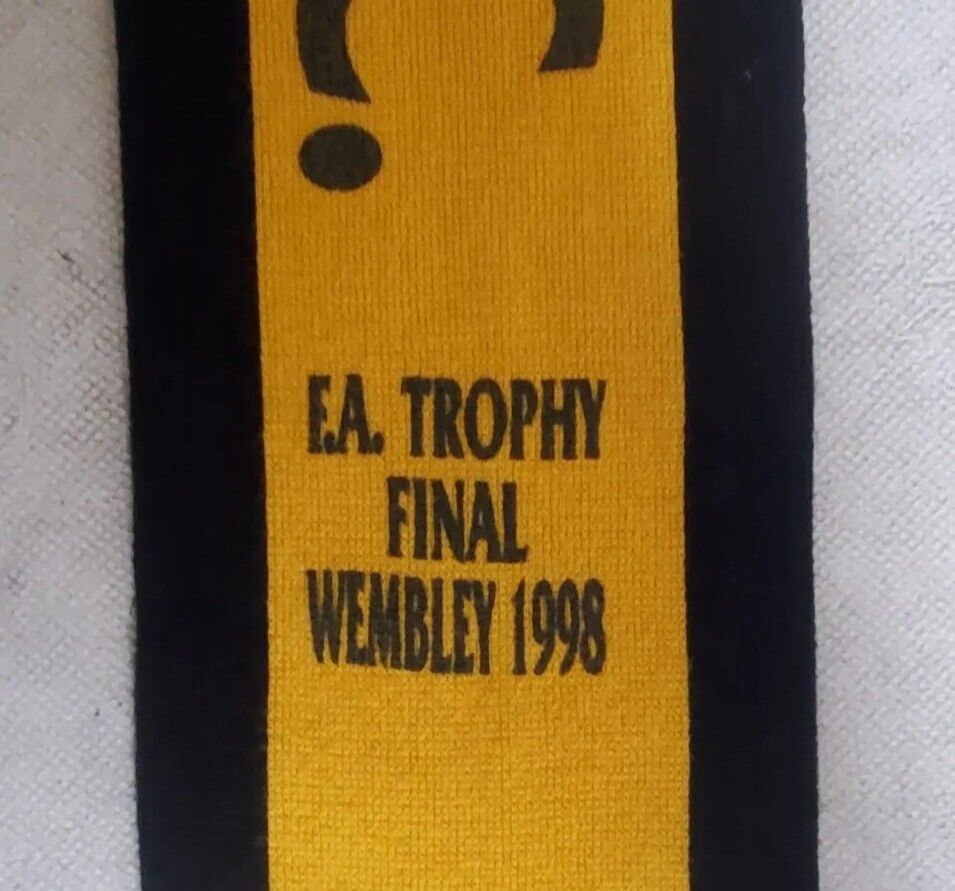 F.A. TROPHY
FINAL
WEMBLEY 1998